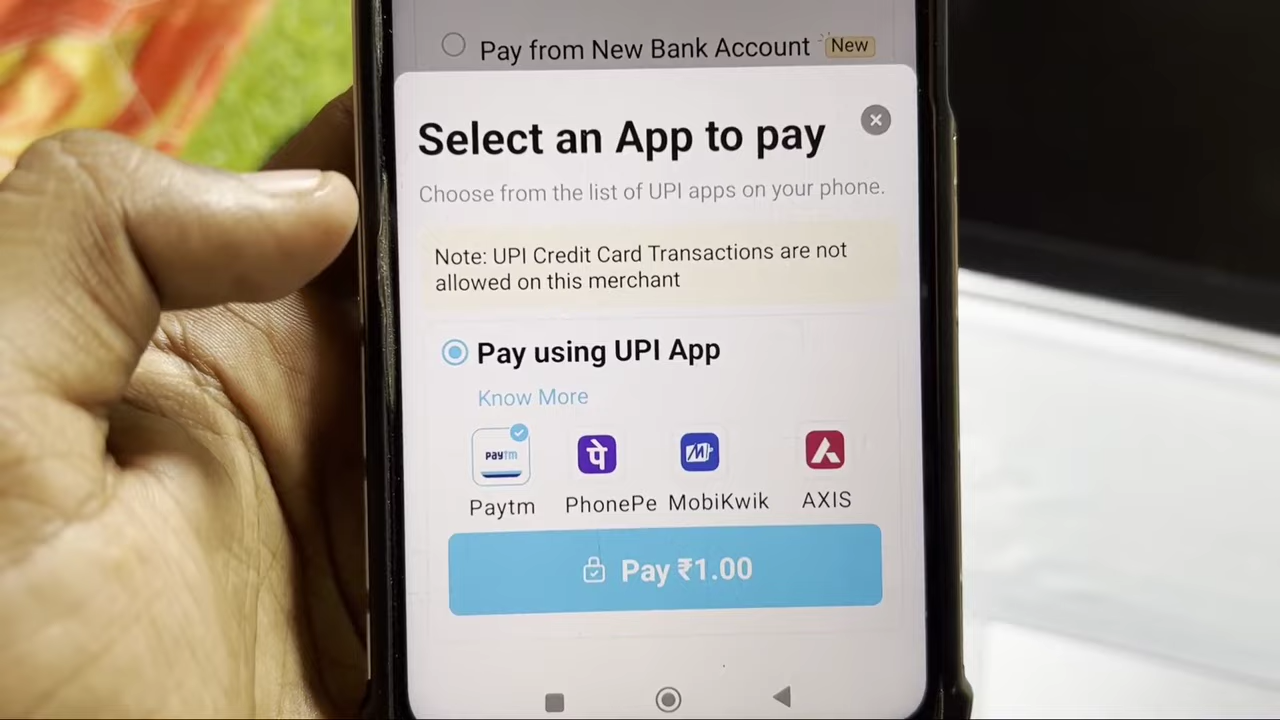 Pay from New Bank Account New
Select an App to pay
Choose from the list of UPI apps on your phone.
Note: UPI Credit Card Transactions are not
allowed on this merchant
Pay using UPI App
Know More
paytm पे
Paytm PhonePe MobiKwik AXIS
Pay ₹1.00